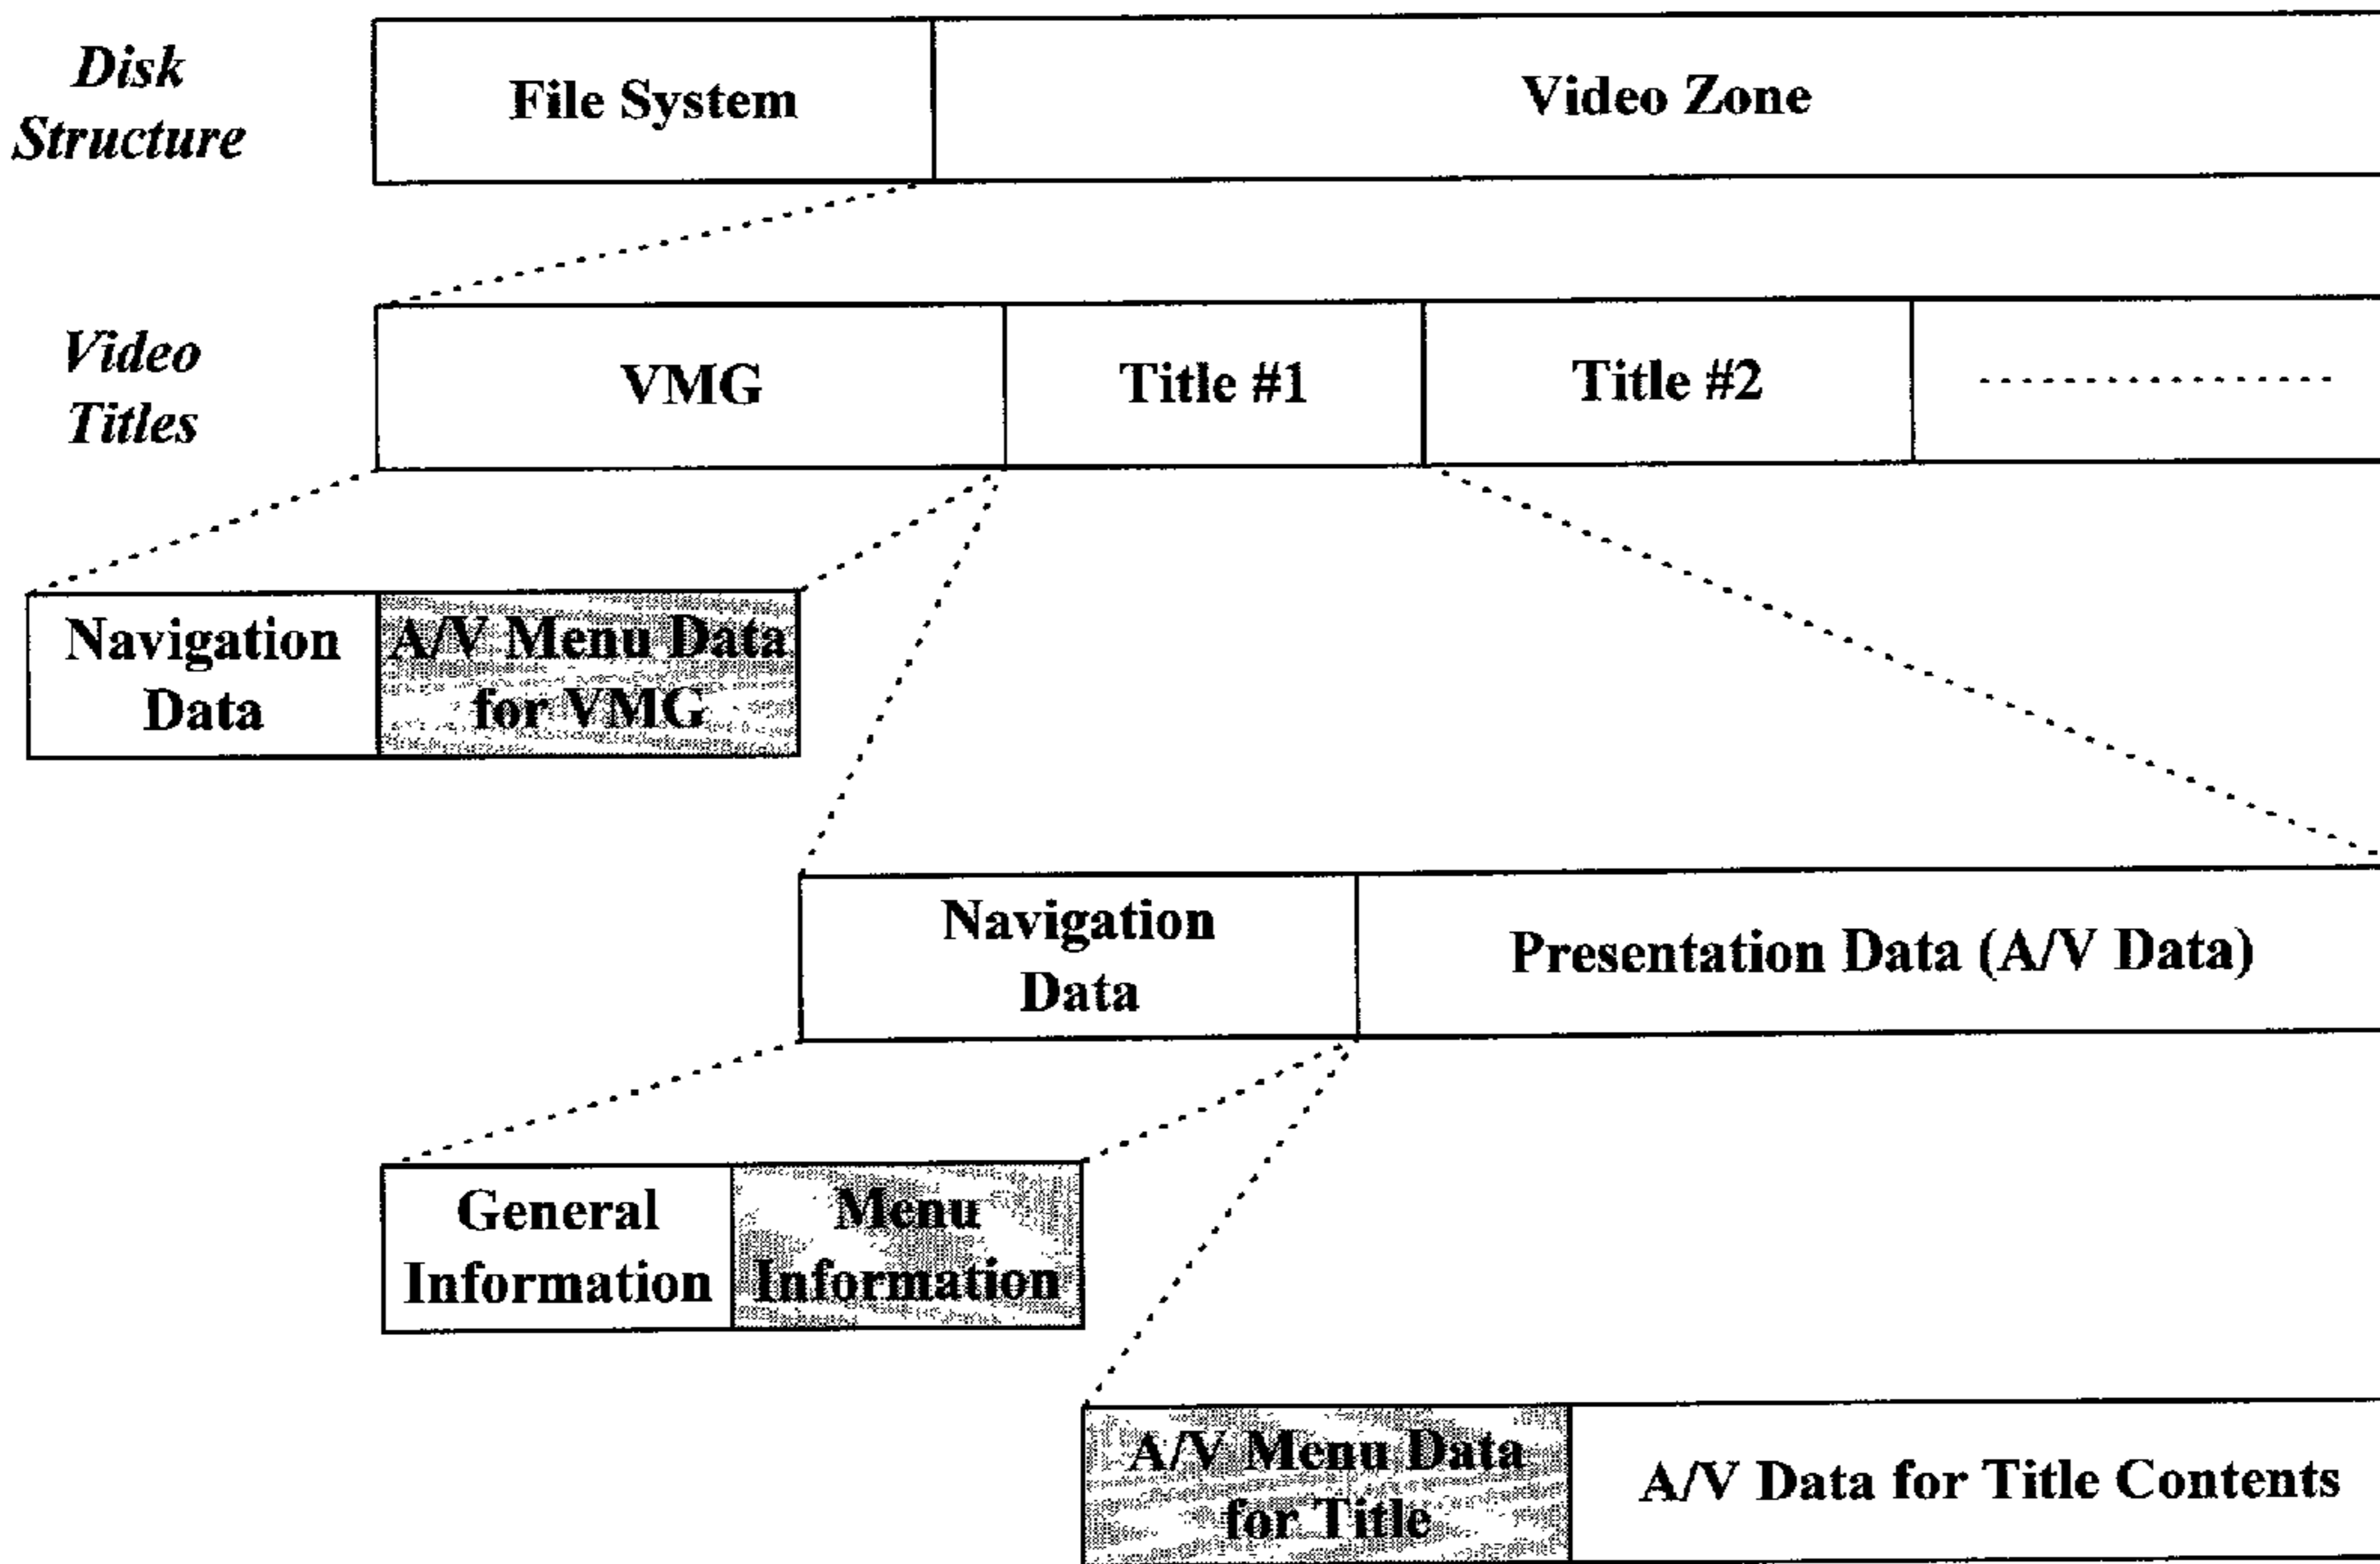 Disk
Structure
File System
Video Zone
Video
Titles
VMG
Title #1
Title #2
Navigation
Data
A/V Menu Data
for VMG
Navigation
Data
Presentation Data (A/V Data)
General
Information
Menu
Information
A/V Menu Data
for Title
A/V Data for Title Contents